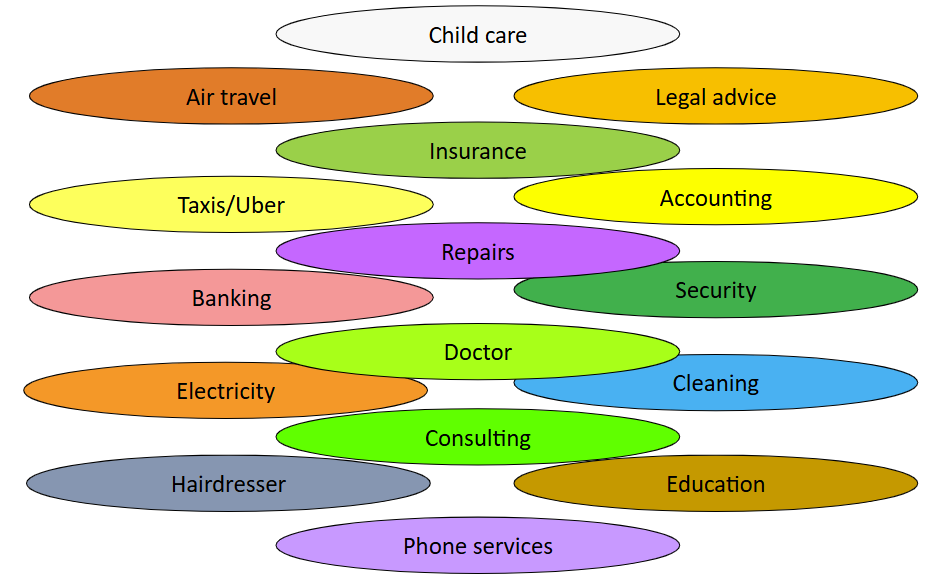 Child care
Air travel
Legal advice
Insurance
Taxis/Uber
Accounting
Repairs
Banking
Security
Doctor
Electricity
Cleaning
Consulting
Hairdresser
Education
Phone services